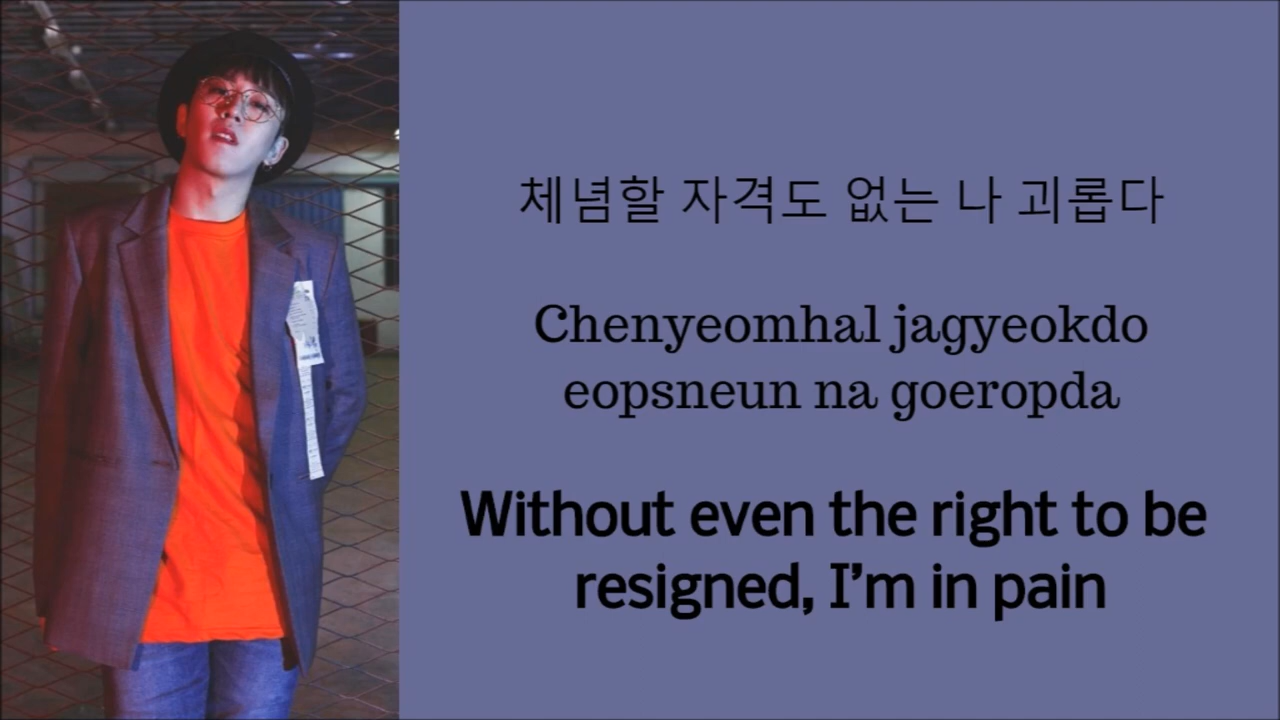 체념할 자격도 없는 나 괴롭다
Chenyeomhal jagyeokdo
eopsneun na goeropda
Without even the right to be
resigned, I’m in pain